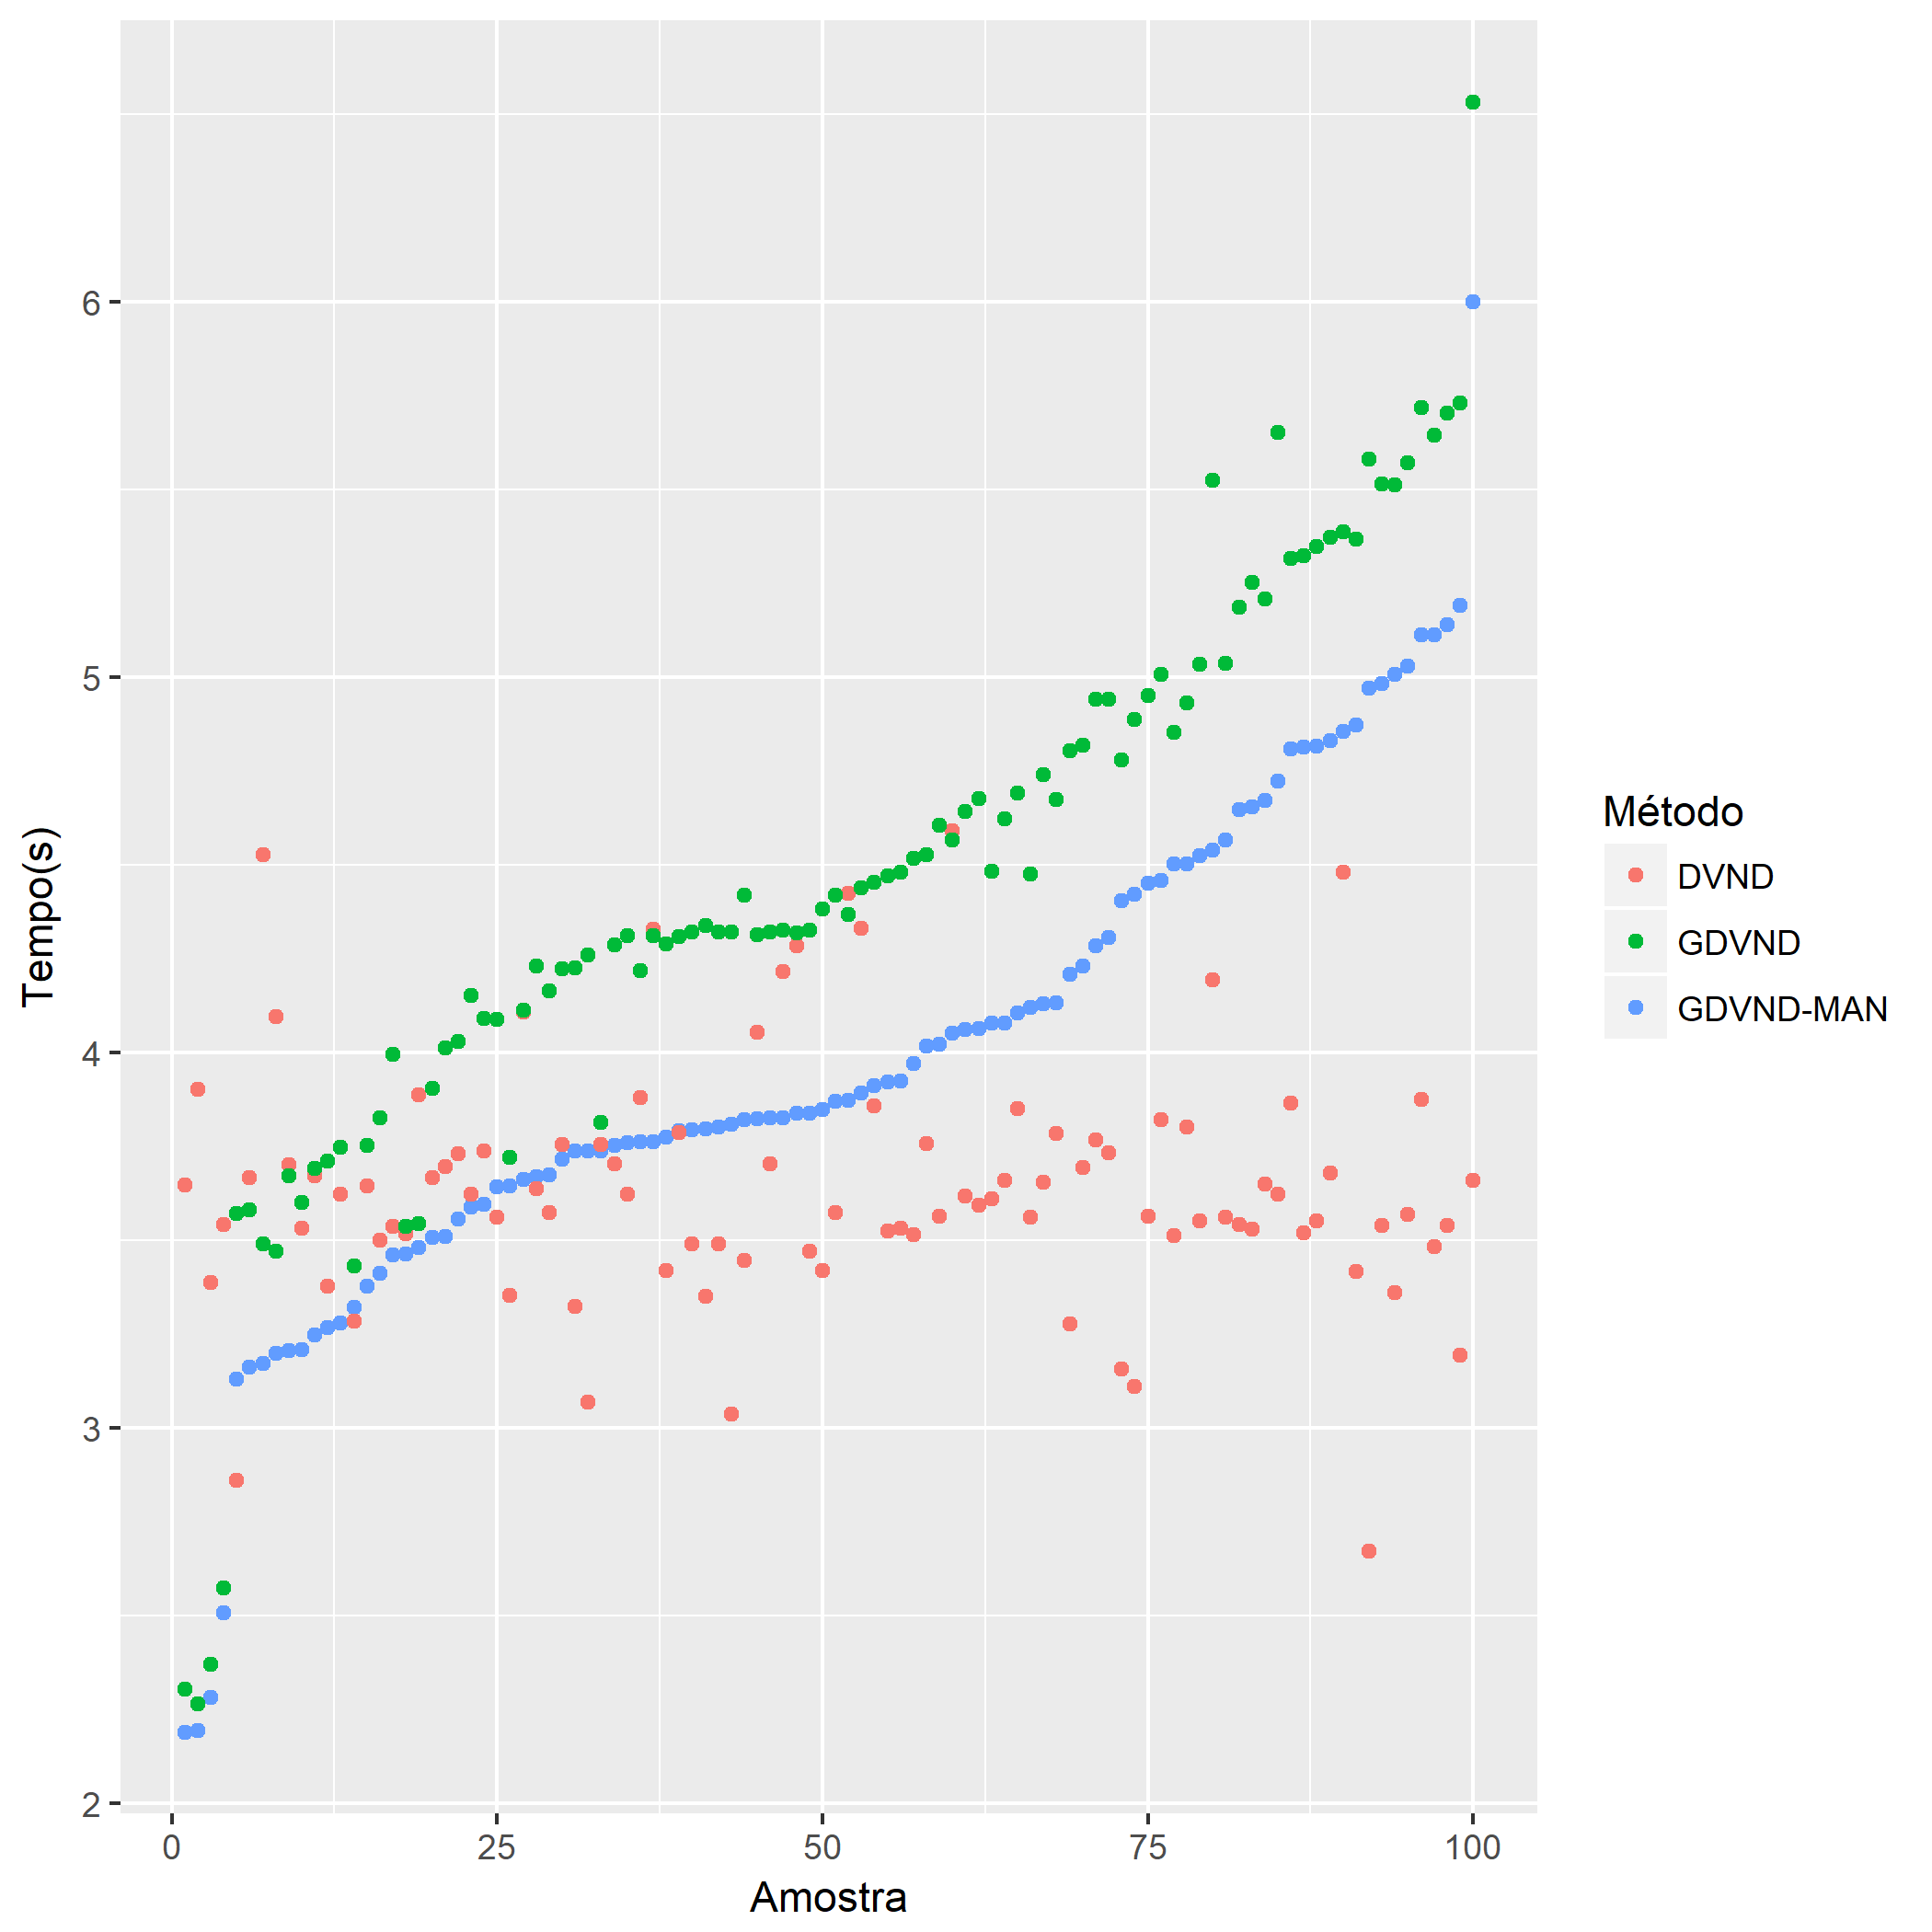 6
5
4
3
2
Tempo(s)
0 25 50 75 100
Amostra
Método
DVND
GDVND
GDVND-MAN